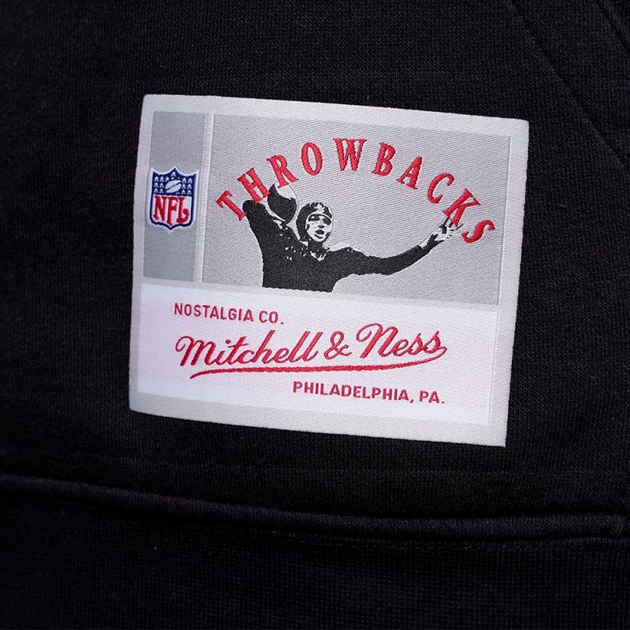 THROWBACKS
NFL
NOSTALGIA CO.
Mitchell & Ness
PHILADELPHIA, PA.